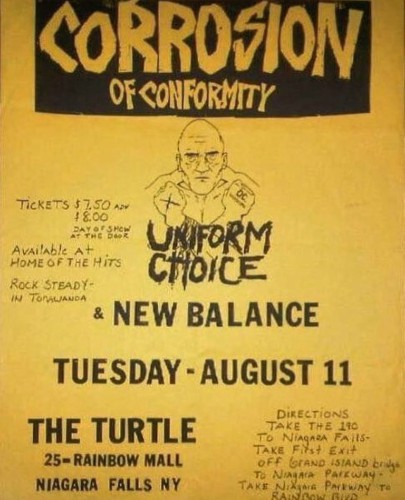 CORROSION
OF CONFORMITY
X
OC
TICKETS $7.50 ADV
$8.00
DAY OF SHOW
AT THE DOOR
UNIFORM
CHOICE
Available At
HOME OF THE HITS
ROCK STEADY-
IN TONAWANDA
& NEW BALANCE
TUESDAY - AUGUST 11
THE TURTLE
25-RAINBOW MALL
NIAGARA FALLS NY
DIRECTIONS
TAKE THE 190
TO NIAGARA FALLS-
TAKE First EXIT
OFF GRAND ISLAND bridge
TO NIAGARA PARKWAY-
TAKE NIAGARA PARKWAY TO
RAINBOW BLVD